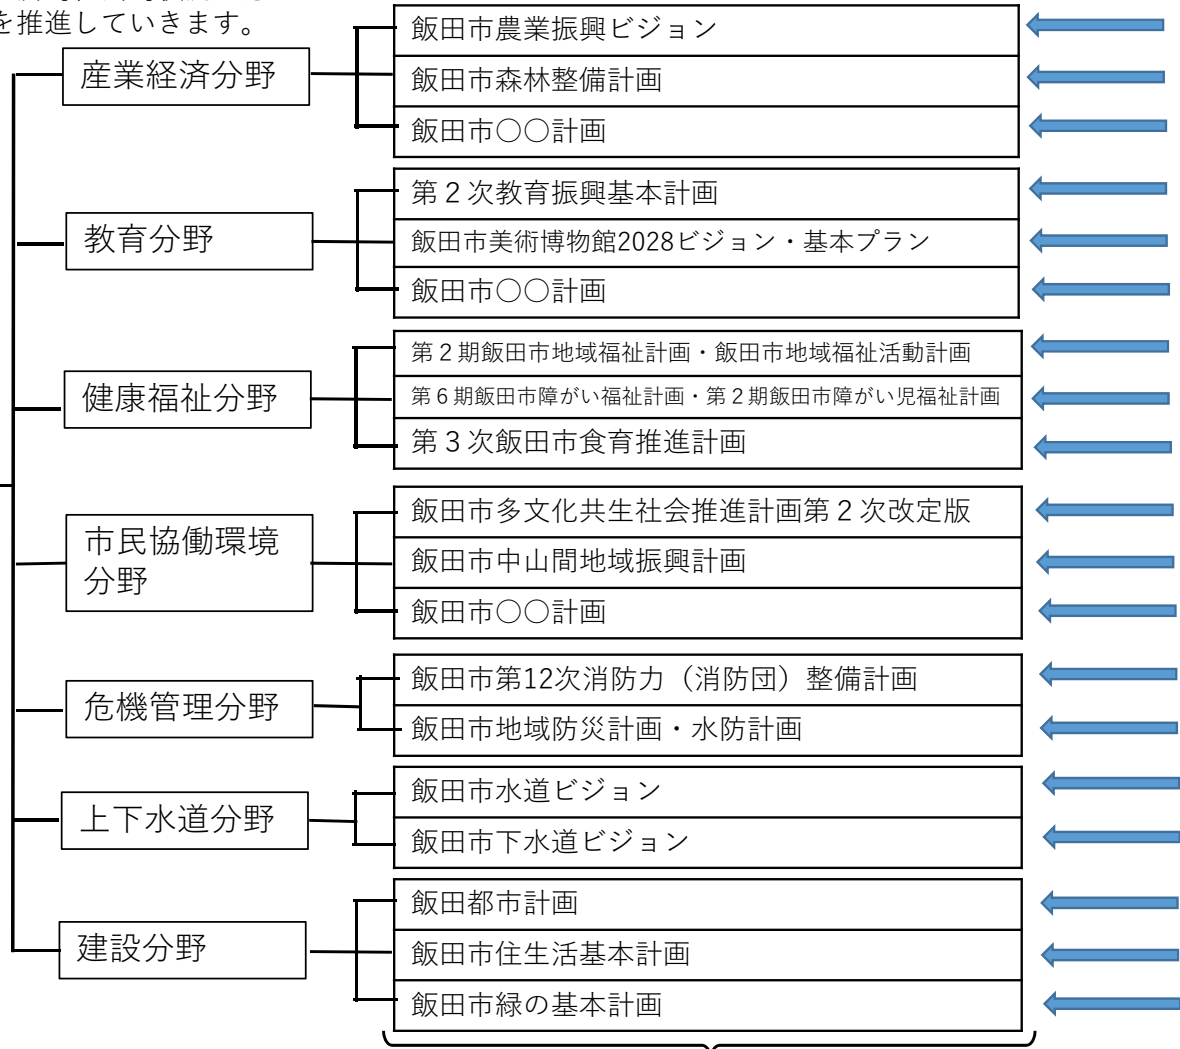 を推進していきます。
産業経済分野
飯田市農業振興ビジョン
飯田市森林整備計画
飯田市〇〇計画
教育分野
第２次教育振興基本計画
飯田市美術博物館2028ビジョン・基本プラン
飯田市〇〇計画
健康福祉分野
第２期飯田市地域福祉計画・飯田市地域福祉活動計画
第６期飯田市障がい福祉計画・第２期飯田市障がい児福祉計画
第３次飯田市食育推進計画
市民協働環境
分野
飯田市多文化共生社会推進計画第２次改定版
飯田市中山間地域振興計画
飯田市〇〇計画
危機管理分野
飯田市第12次消防力（消防団）整備計画
飯田市地域防災計画・水防計画
上下水道分野
飯田市水道ビジョン
飯田市下水道ビジョン
建設分野
飯田都市計画
飯田市住生活基本計画
飯田市緑の基本計画